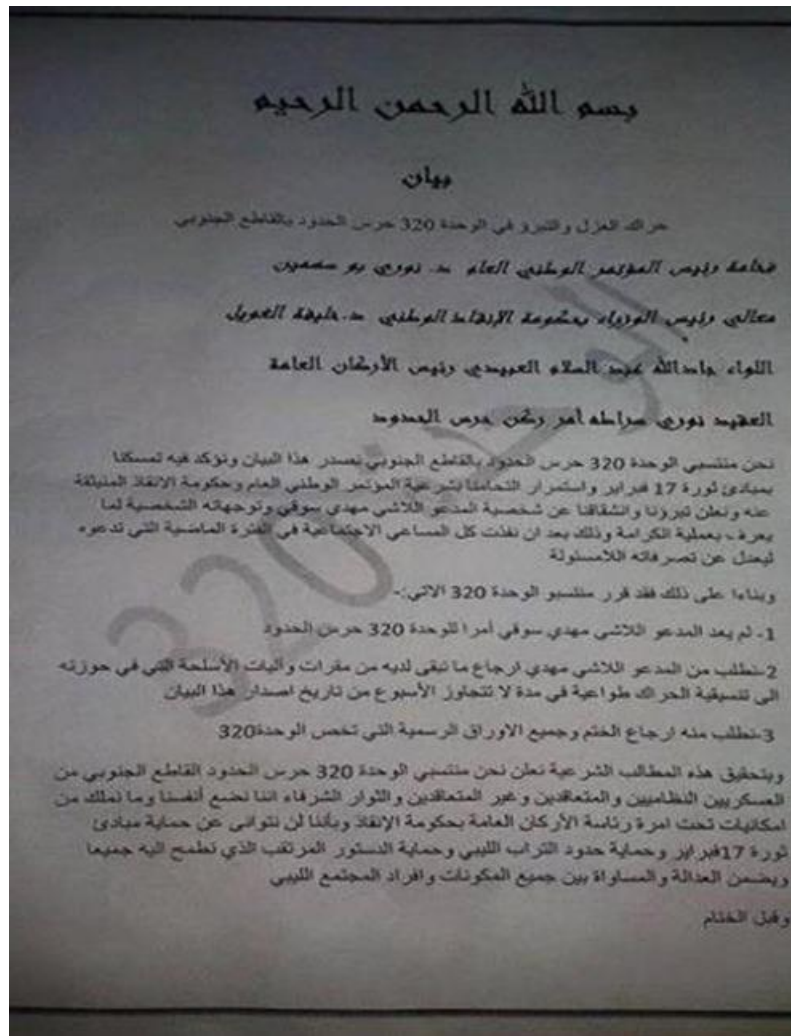 بسم الله الرحمن الرحيم
بيان
حراك العزل والتبرو في الوحدة 320 حرس الحدود بالقاطع الجنوبي
فخامة رئيس المؤتمر الوطني العام د. نوري بو سهمين
معالي رئيس الوزراء بحكومة الإنقاذ الوطني د. خليفة الغويل
اللواء جادالله عبد السلام العبيدي رئيس الأركان العامة
العقيد نوري شراطه أمر ركن حرس الحدود
نحن منتسبي الوحدة 320 حرس الحدود بالقاطع الجنوبي نصدر هذا البيان ونؤكد فيه تمسكنا
بمبادئ ثورة 17 فبراير واستمرار التحامنا بشرعية المؤتمر الوطني العام وحكومة الانقاذ المنبثقة
عنه ونعلن تبرؤنا وانشقاقنا عن شخصية المدعو اللاشي مهدي سوقي وتوجهاته الشخصية لما
يعرف بعملية الكرامة وذلك بعد ان نفذت كل المساعي الاجتماعية في الفترة الماضية التي تدعوه
ليعدل عن تصرفاته اللامسئولة
وبناءا على ذلك فقد قرر منتسبو الوحدة 320 الاتي:-
1- لم يعد المدعو اللاشي مهدي سوقي أمرا للوحدة 320 حرس الحدود
2-نطلب من المدعو اللاشي مهدي ارجاع ما تبقى لديه من مقرات وأليات الأسلحة التي في حوزته
الى تنسيقية الحراك طواعية في مدة لا تتجاوز الأسبوع من تاريخ اصدار هذا البيان
3-نطلب منه ارجاع الختم وجميع الاوراق الرسمية التي تخص الوحدة320
وبتحقيق هذه المطالب الشرعية نعلن نحن منتسبي الوحدة 320 حرس الحدود القاطع الجنوبي من
العسكريين النظاميين والمتعاقدين وغير المتعاقدين والثوار الشرفاء اننا نضع أنفسنا وما نملك من
امكانيات تحت امرة رئاسة الأركان العامة بحكومة الإنقاذ وبأننا لن نتوانى عن حماية مبادئ
ثورة 17فبراير وحماية حدود التراب الليبي وحماية الدستور المرتقب الذي نطمح اليه جميعا
ويضمن العدالة والمساواة بين جميع المكونات وافراد المجتمع الليبي
وقبل الختام
320